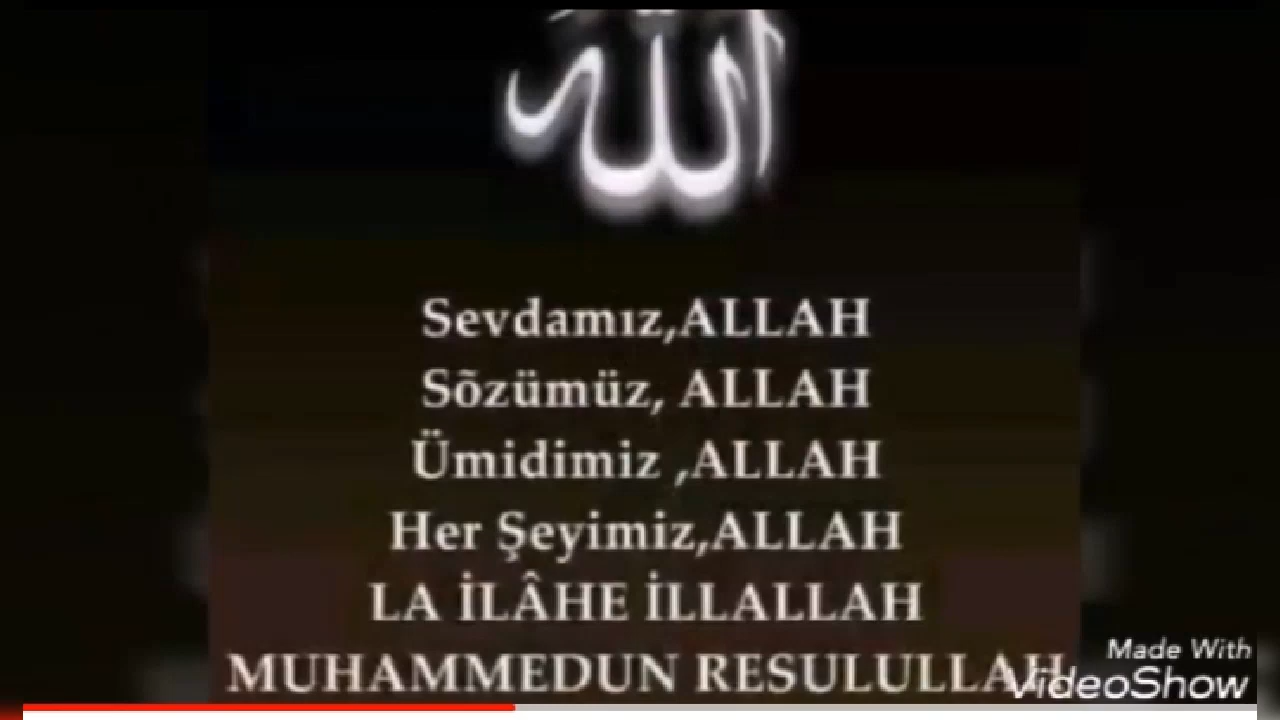 الله
Sevdamız,ALLAH
Sõzümüz, ALLAH
Ümidimiz ,ALLAH
Her Şeyimiz,ALLAH
LA İLÂHE İLLALLAH
MUHAMMEDUN RESULULLAH
Made With
VideoShow